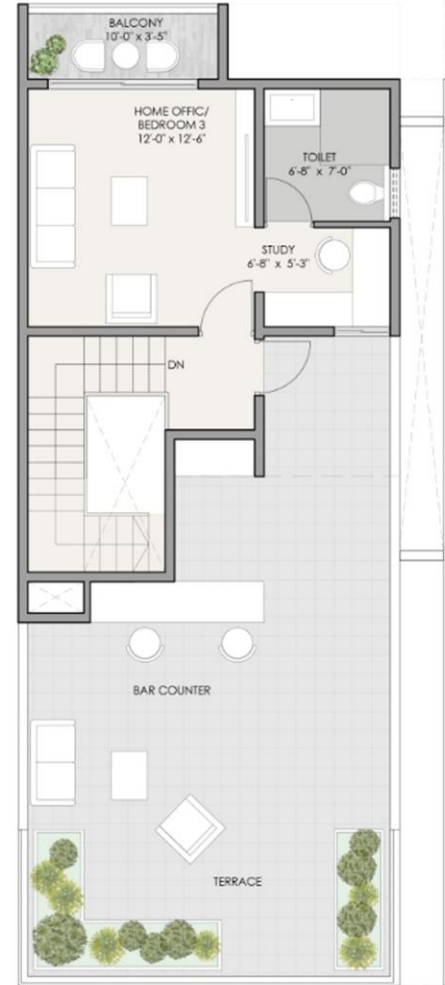 BALCONY
10'-0" x 3'-5"
HOME OFFIC/
BEDROOM 3
12'-0" x 12'-6"
TOILET
6'-8" x 7'-0"
STUDY
6'-8" x 5'-3"
DN
BAR COUNTER
TERRACE